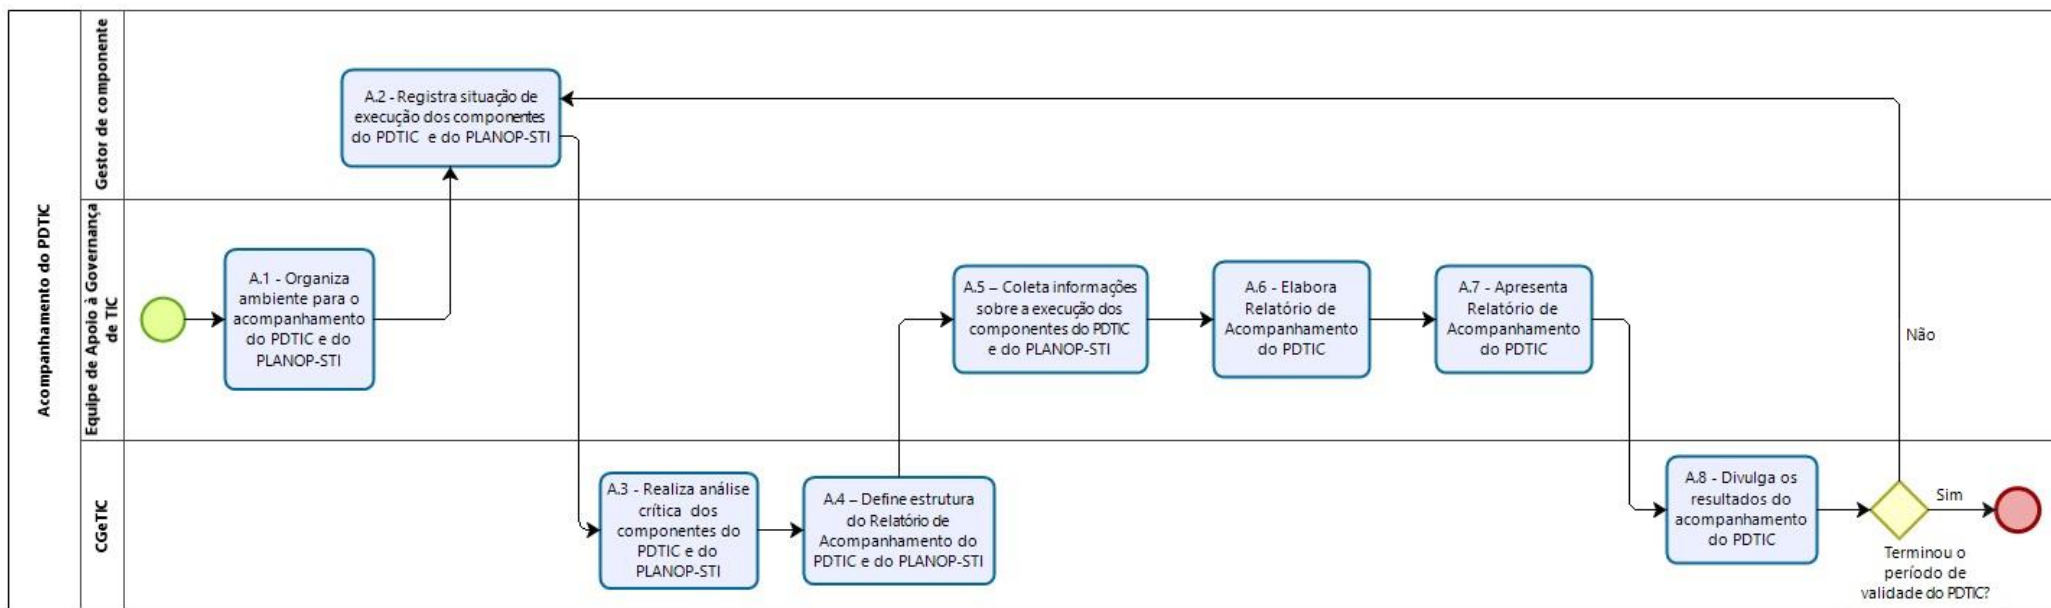 Acompanhamento do PDTIC
Gestor de componente
A.2 - Registra situação de
execução dos componentes
do PDTIC e do PLANOP-STI
Equipe de Apoio à Governança
de TIC
A.1 - Organiza
ambiente para o
acompanhamento
do PDTIC e do
PLANOP-STI
A.5 – Coleta informações
sobre a execução dos
componentes do PDTIC
e do PLANOP-STI
A.6 - Elabora
Relatório de
Acompanhamento
do PDTIC
A.7 - Apresenta
Relatório de
Acompanhamento
do PDTIC
Não
CGeTIC
A.3 - Realiza análise
crítica dos
componentes do
PDTIC e do
PLANOP-STI
A.4 – Define estrutura
do Relatório de
Acompanhamento do
PDTIC e do PLANOP-STI
A.8 - Divulga os
resultados do
acompanhamento
do PDTIC
Sim
Terminou o
período de
validade do PDTIC?